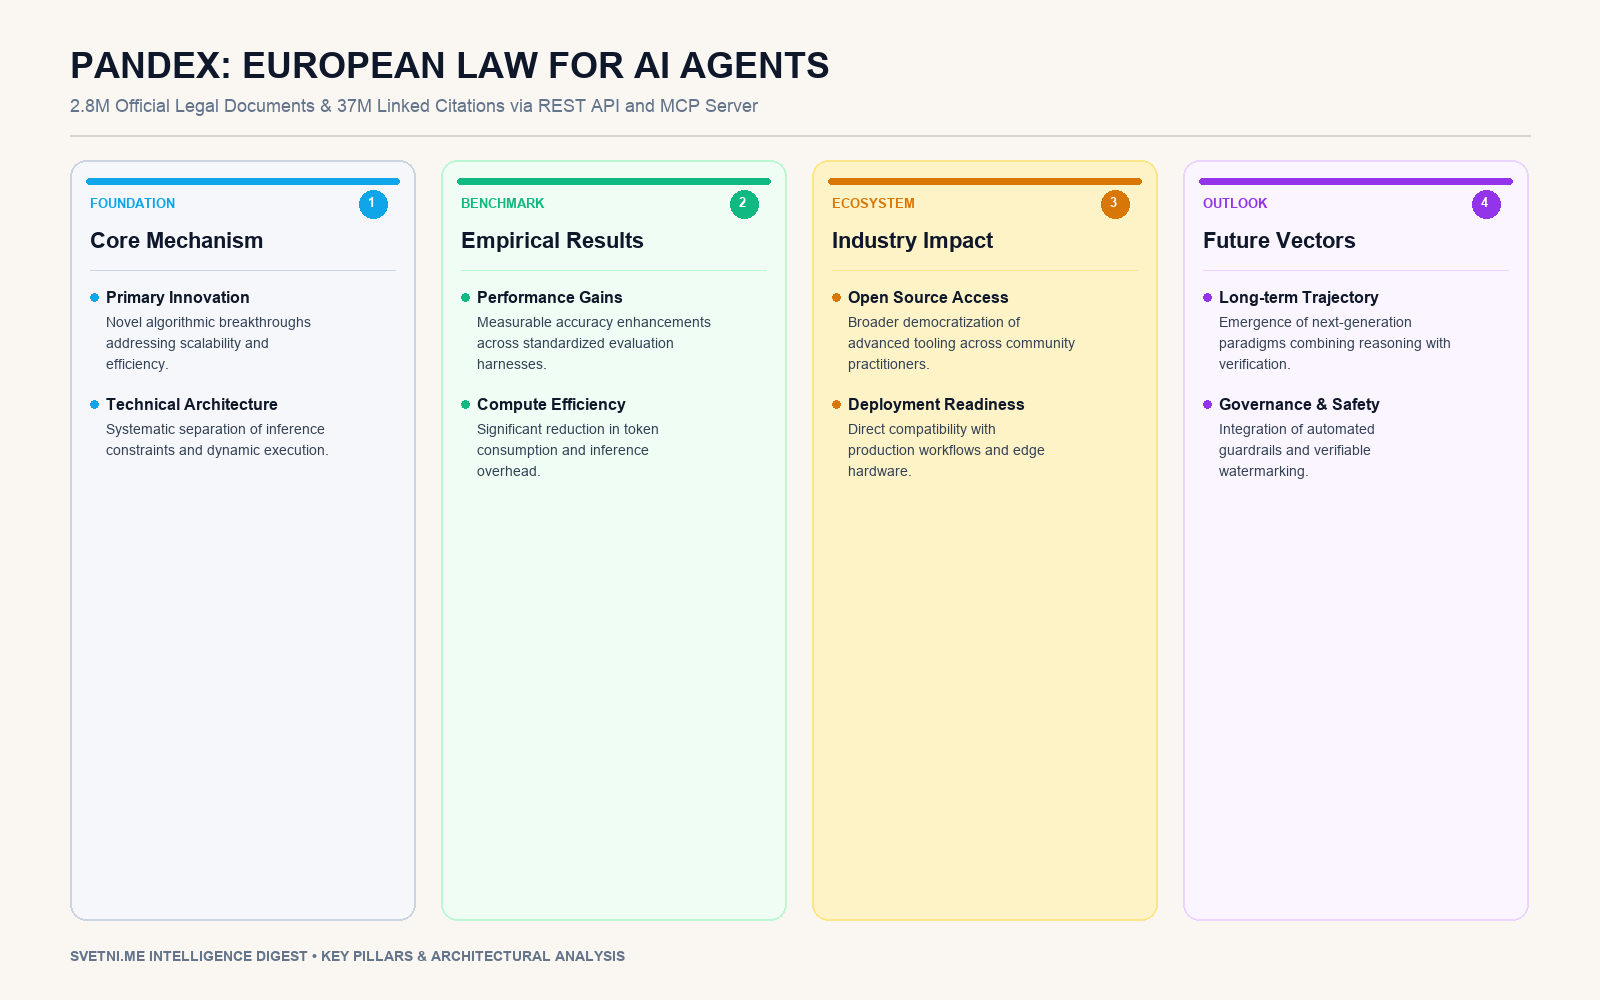 PANDEX: EUROPEAN LAW FOR AI AGENTS
2.8M Official Legal Documents & 37M Linked Citations via REST API and MCP Server
FOUNDATION
1
Core Mechanism
Primary Innovation
Novel algorithmic breakthroughs
addressing scalability and
efficiency.
Technical Architecture
Systematic separation of inference
constraints and dynamic execution.
BENCHMARK
2
Empirical Results
Performance Gains
Measurable accuracy enhancements
across standardized evaluation
harnesses.
Compute Efficiency
Significant reduction in token
consumption and inference
overhead.
ECOSYSTEM
3
Industry Impact
Open Source Access
Broader democratization of
advanced tooling across community
practitioners.
Deployment Readiness
Direct compatibility with
production workflows and edge
hardware.
OUTLOOK
4
Future Vectors
Long-term Trajectory
Emergence of next-generation
paradigms combining reasoning with
verification.
Governance & Safety
Integration of automated
guardrails and verifiable
watermarking.
SVETNI.ME INTELLIGENCE DIGEST • KEY PILLARS & ARCHITECTURAL ANALYSIS